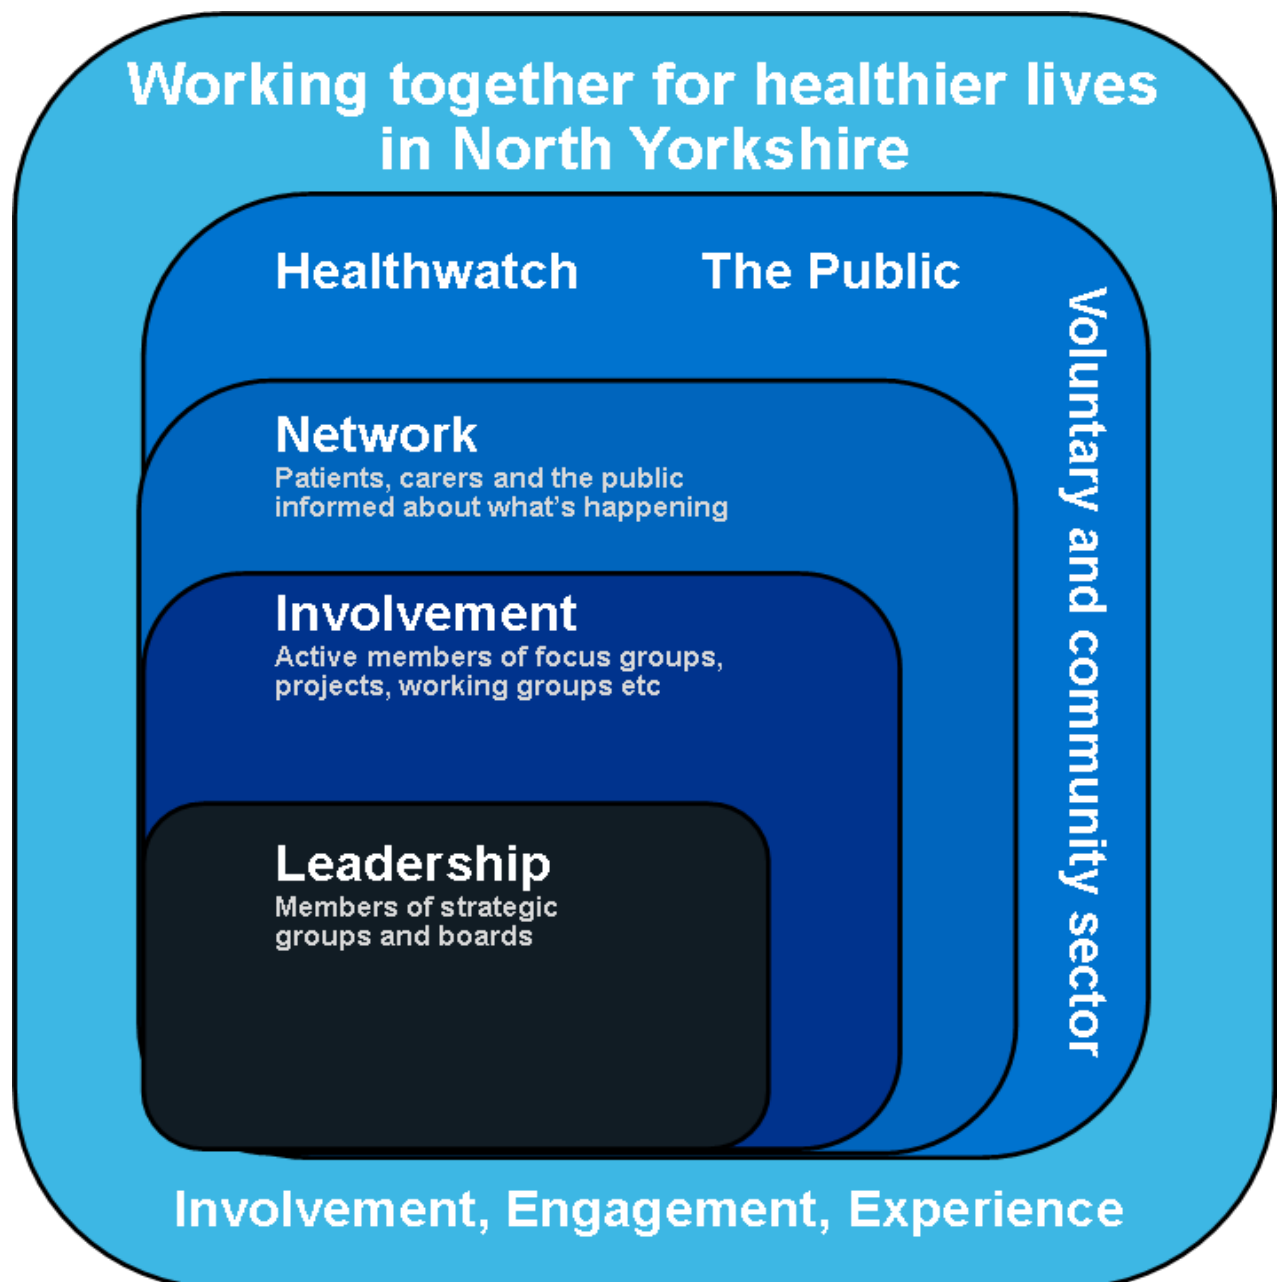 Working together for healthier lives
in North Yorkshire
Healthwatch
The Public
Voluntary and community sector
Network
Patients, carers and the public
informed about what’s happening
Involvement
Active members of focus groups,
projects, working groups etc
Leadership
Members of strategic
groups and boards
Involvement, Engagement, Experience